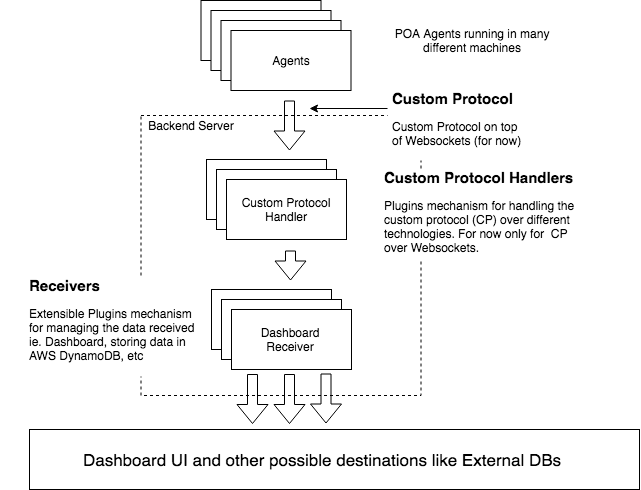 POA Agents running in many
different machines
Agents
Custom Protocol
Backend Server
Custom Protocol on top
of Websockets (for now)
Custom Protocol Handlers
Custom Protocol
Handler
Plugins mechanism for handling the
custom protocol (CP) over different
technologies. For now only for  CP
over Websockets.
Receivers
Extensible Plugins mechanism
for managing the data received
ie. Dashboard, storing data in
AWS DynamoDB, etc
Dashboard
Receiver
Dashboard UI and other possible destinations like External DBs